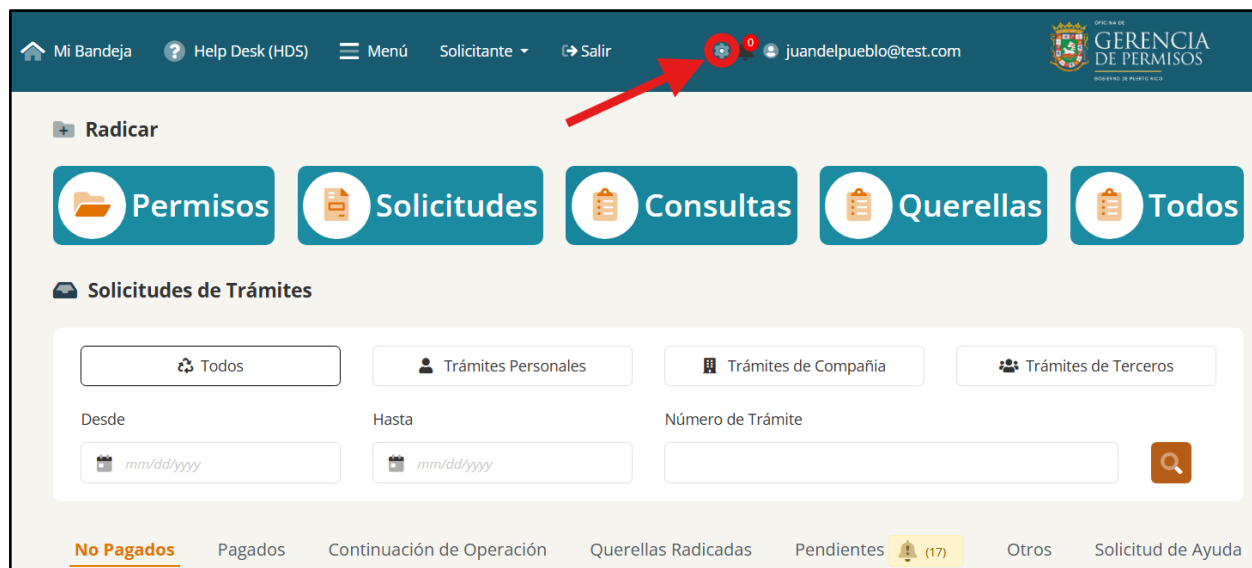 Mi Bandeja ? Help Desk (HDS) Menú Solicitante Salir 0 juandelpueblo@test.com
OFICINA DE
GERENCIA
DE PERMISOS
GOBIERNO DE PUERTO RICO
Radicar
Permisos Solicitudes Consultas Querellas Todos
Solicitudes de Trámites
Todos Trámites Personales Trámites de Compañia Trámites de Terceros
Desde Hasta Número de Trámite
mm/dd/yyyy mm/dd/yyyy
No Pagados Pagados Continuación de Operación Querellas Radicadas Pendientes (17) Otros Solicitud de Ayuda